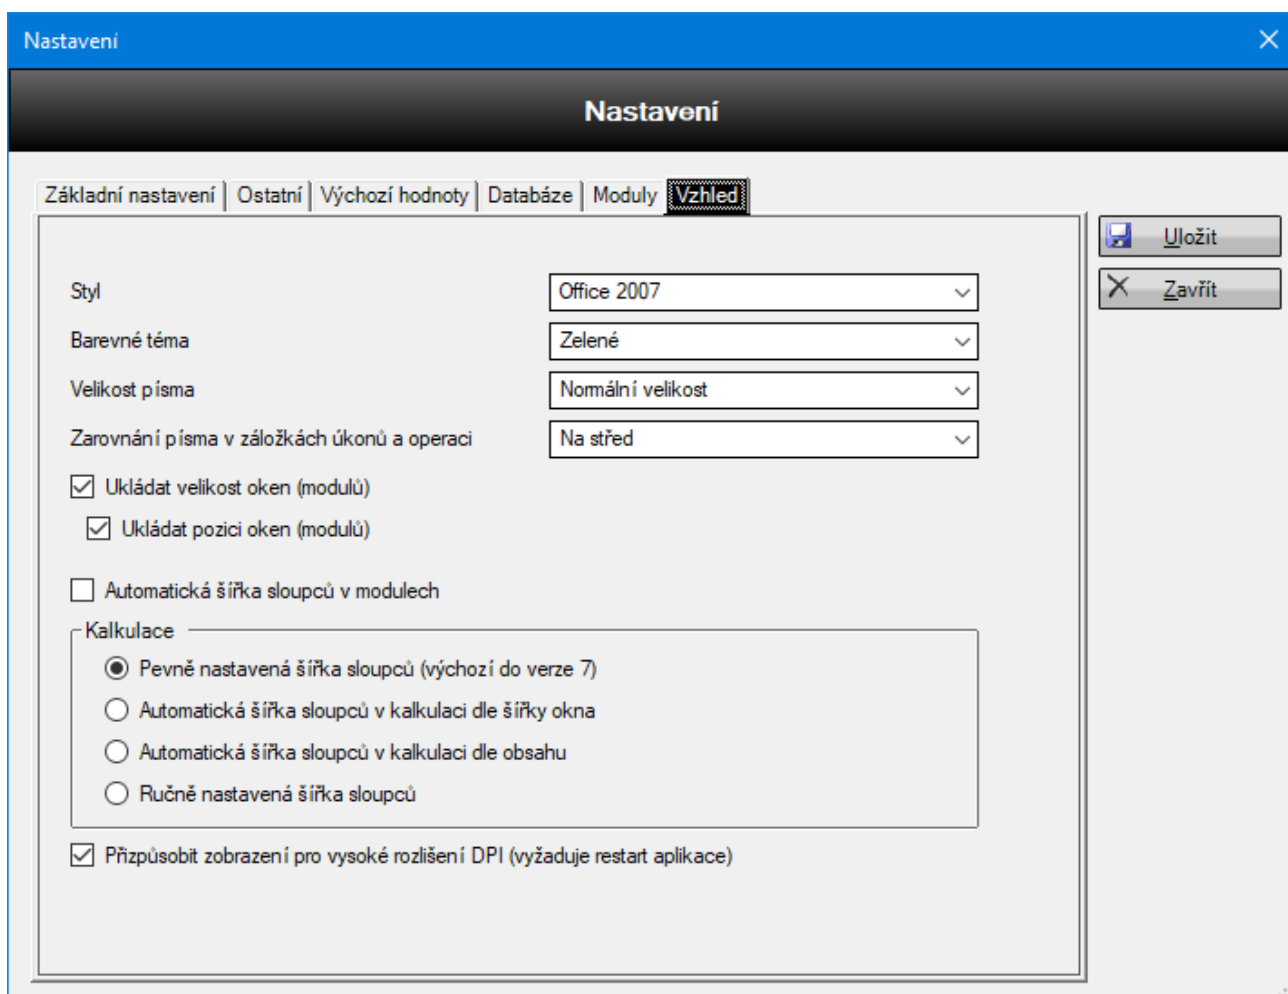 Nastavení
Nastavení
Základní nastavení Ostatní Výchozí hodnoty Databáze Moduly Vzhled
Uložit
Zavřít
Styl Office 2007
Barevné téma Zelené
Velikost písma Normální velikost
Zarovnání písma v záložkách úkonů a operaci Na střed
Ukládat velikost oken (modulů)
Ukládat pozici oken (modulů)
Automatická šířka sloupců v modulech
Kalkulace
Pevně nastavená šířka sloupců (výchozí do verze 7)
Automatická šířka sloupců v kalkulaci dle šířky okna
Automatická šířka sloupců v kalkulaci dle obsahu
Ručně nastavená šířka sloupců
Přizpůsobit zobrazení pro vysoké rozlišení DPI (vyžaduje restart aplikace)